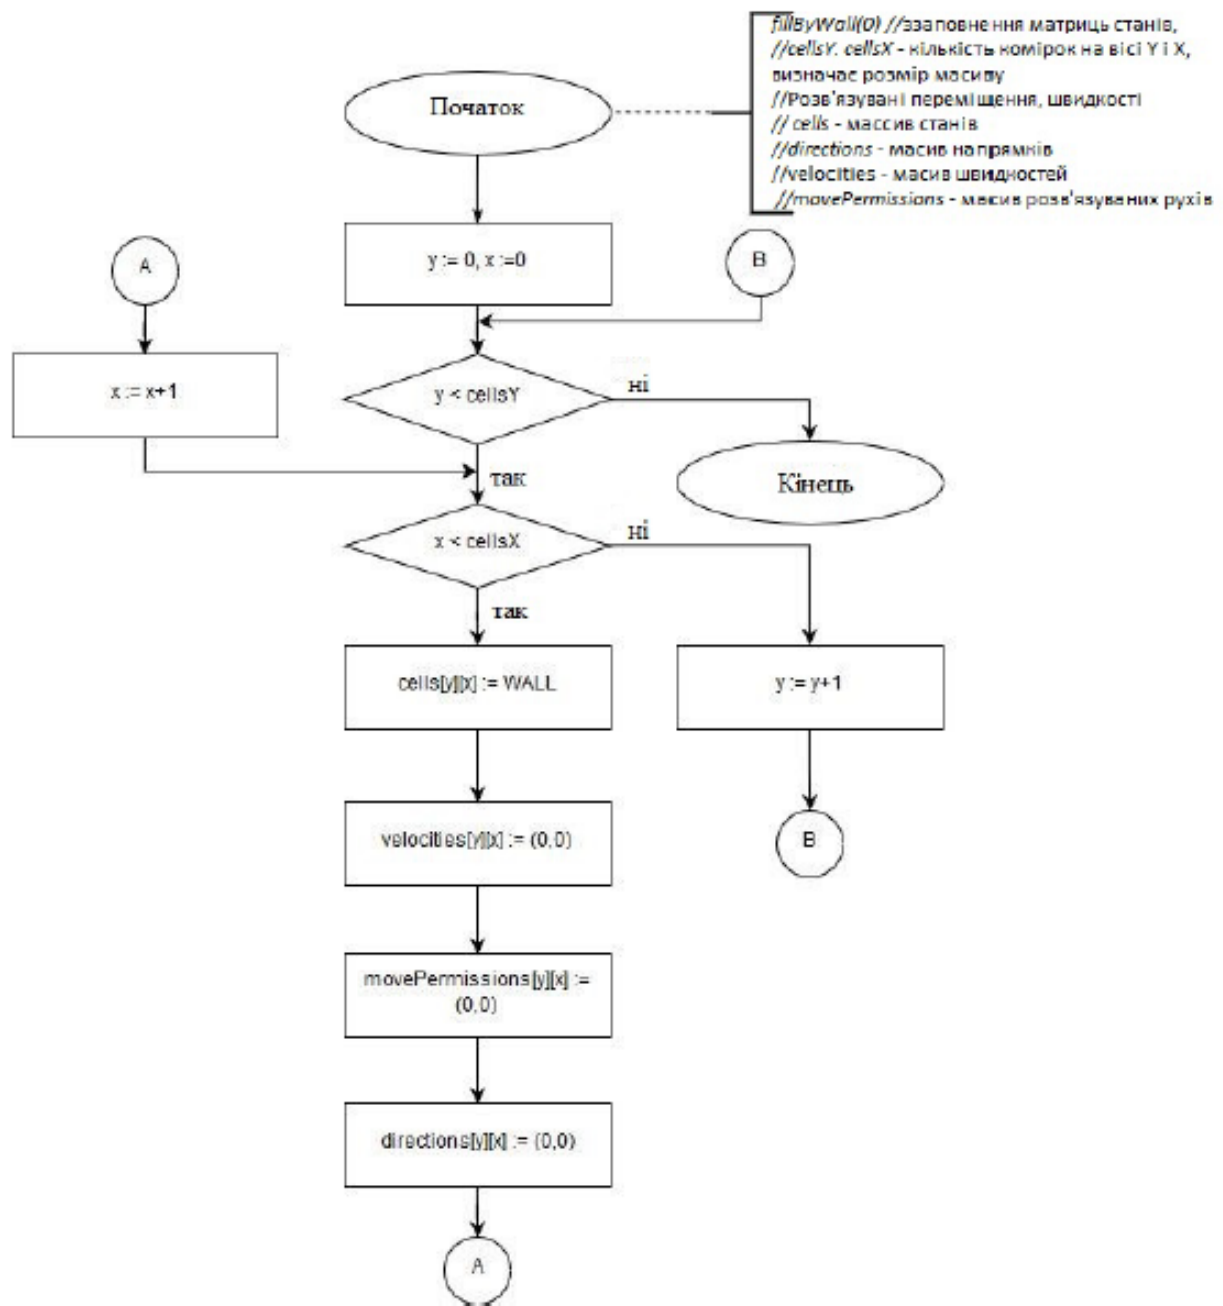 fillByWall(0) //ззаповнення матриць станів,
//cellsY. cellsX - кількість комірок на вісі Y і X,
визначає розмір масиву
//Розв'язувані переміщення, швидкості
// cells - массив станів
//directions - масив напрямків
//velocities - масив швидкостей
//movePermissions - масив розв'язуваних рухів
Початок
y := 0, x :=0
A
B
x := x+1
y < cellsY
ні
так
Кінець
x < cellsX
ні
так
cells[y][x] := WALL
y := y+1
velocities[y][x] := (0,0)
B
movePermissions[y][x] :=
(0,0)
directions[y][x] := (0,0)
A